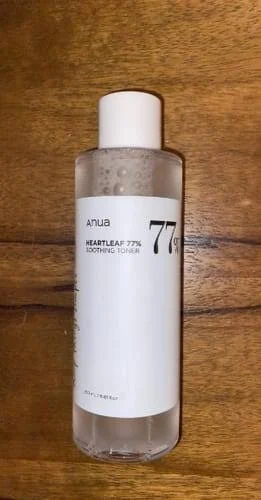 Anua
HEARTLEAF 77%
SOOTHING TONER
77%